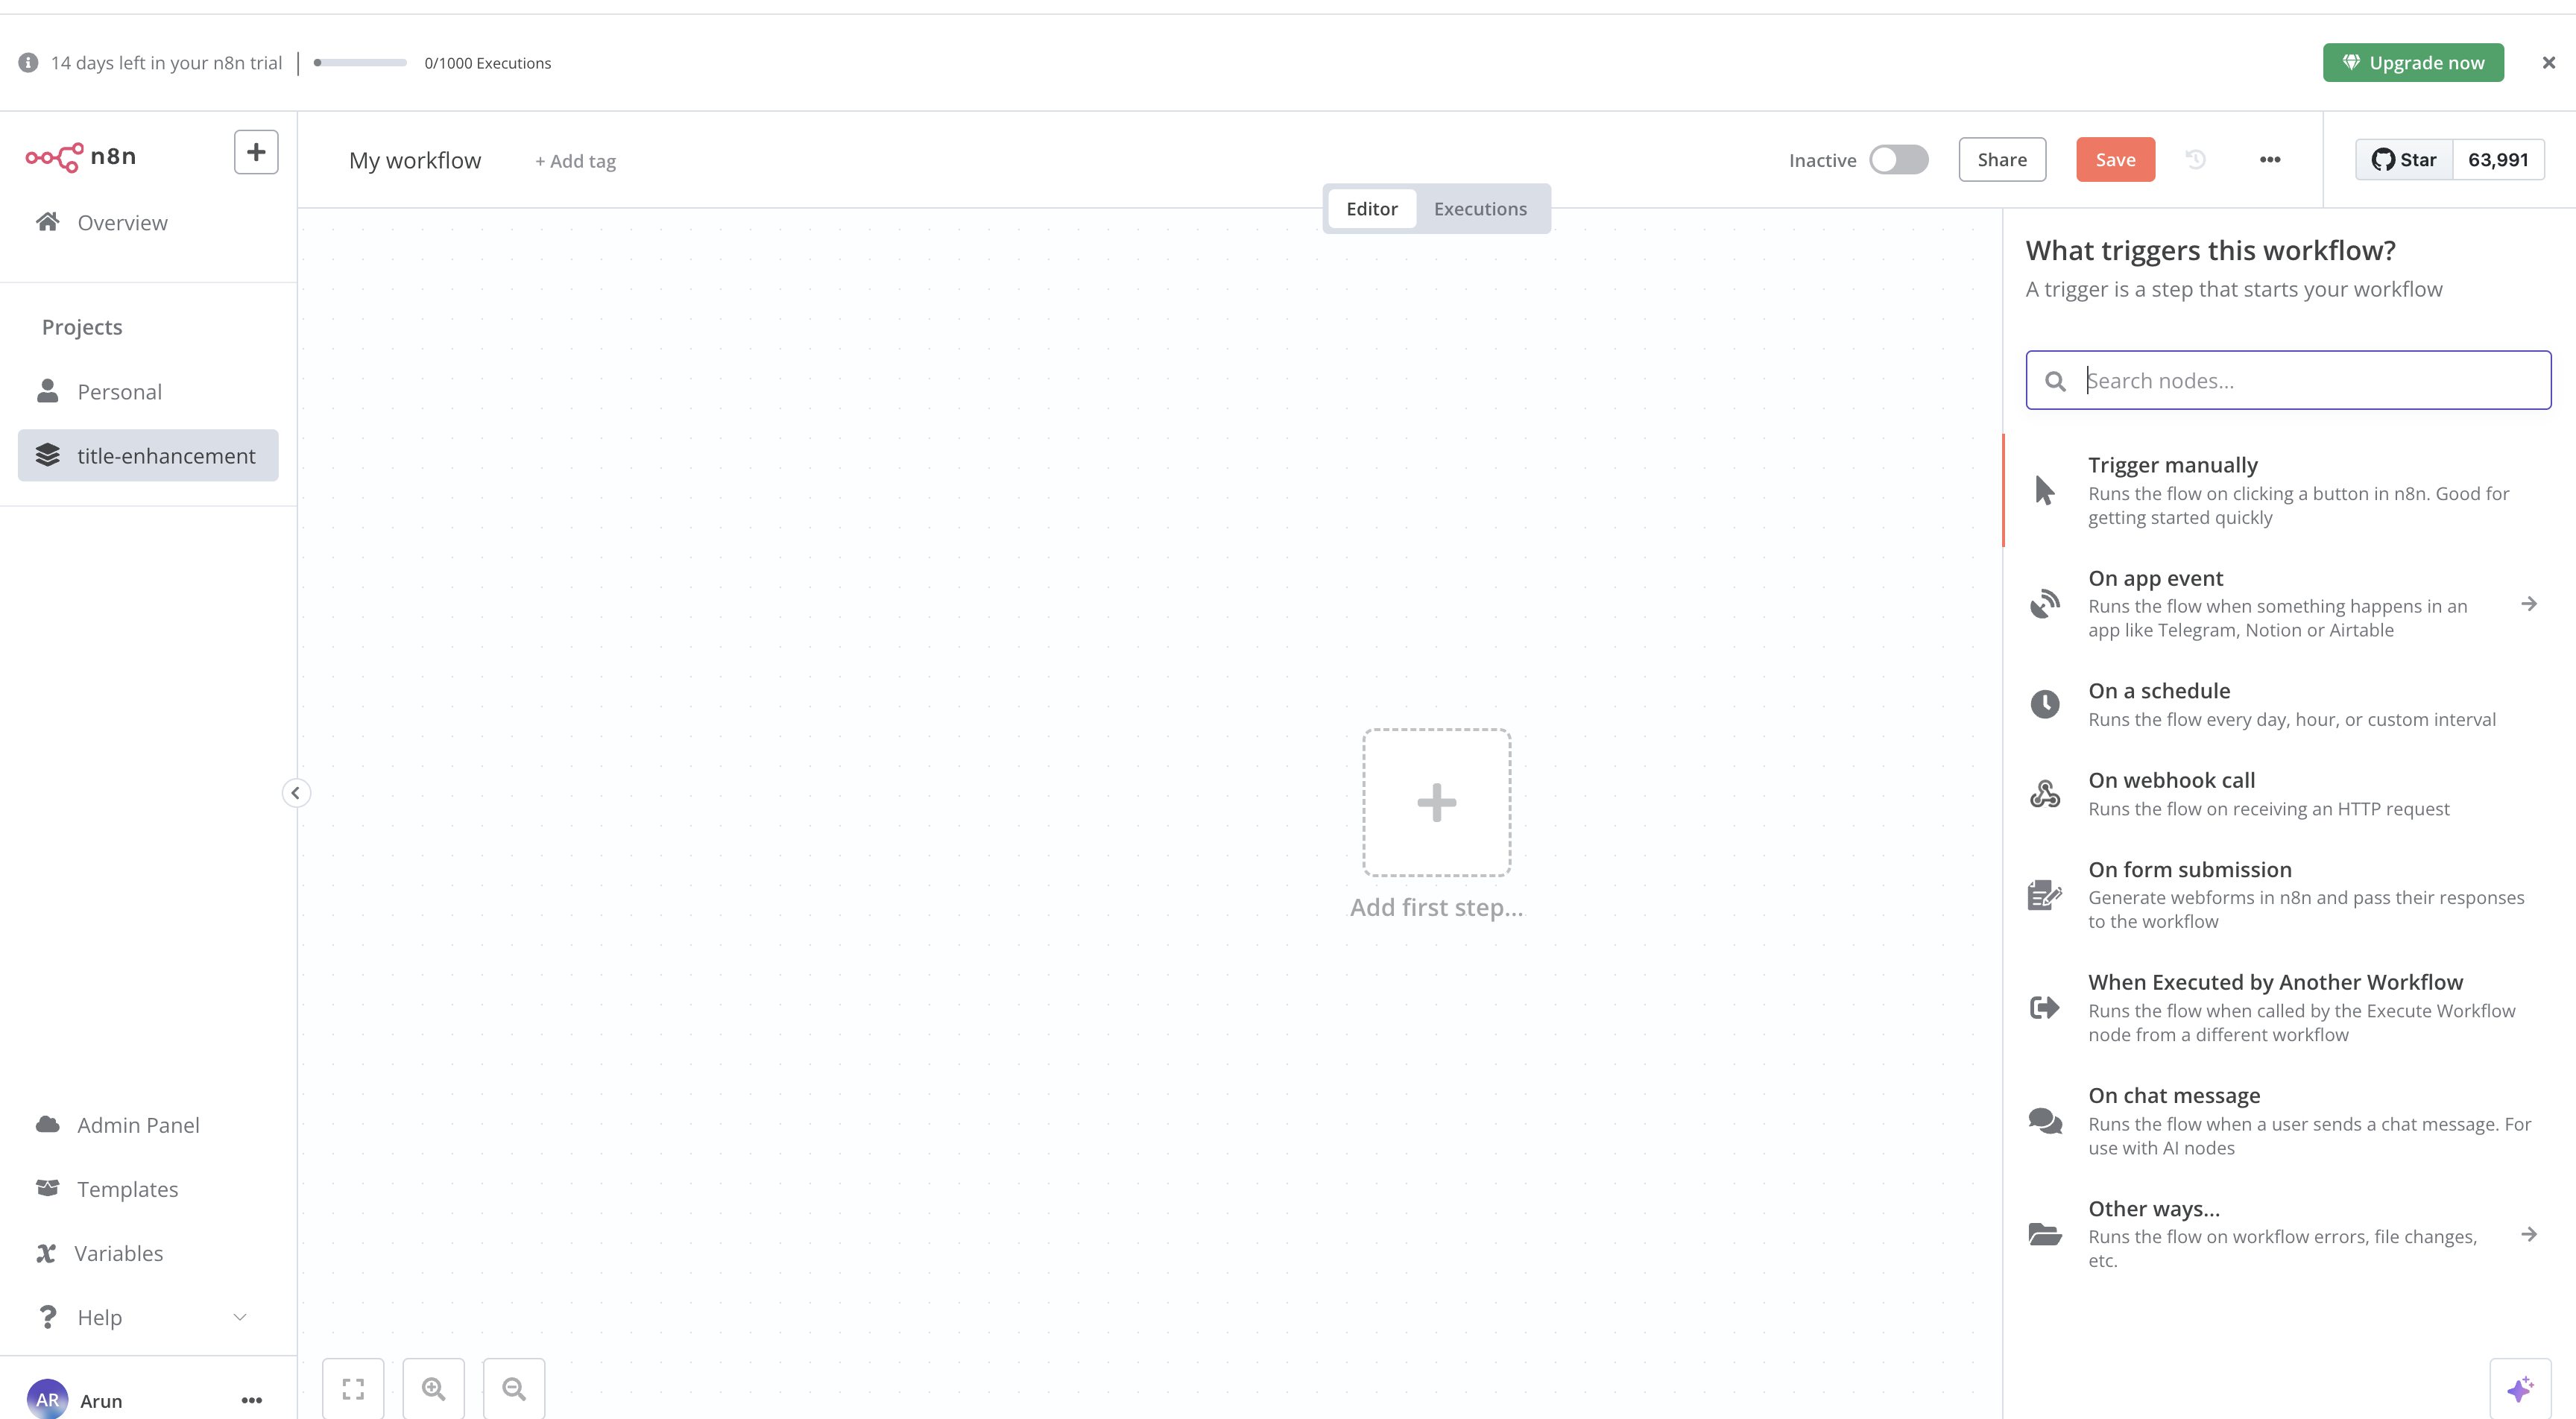 14 days left in your n8n trial
0/1000 Executions
Upgrade now
n8n
My workflow
+ Add tag
Inactive
Share
Save
Star
63,991
Editor
Executions
Overview
Projects
Personal
title-enhancement
Add first step...
What triggers this workflow?
A trigger is a step that starts your workflow
Search nodes...
Trigger manually
Runs the flow on clicking a button in n8n. Good for
getting started quickly
On app event
Runs the flow when something happens in an
app like Telegram, Notion or Airtable
On a schedule
Runs the flow every day, hour, or custom interval
On webhook call
Runs the flow on receiving an HTTP request
On form submission
Generate webforms in n8n and pass their responses
to the workflow
When Executed by Another Workflow
Runs the flow when called by the Execute Workflow
node from a different workflow
On chat message
Runs the flow when a user sends a chat message. For
use with AI nodes
Other ways...
Runs the flow on workflow errors, file changes,
etc.
Admin Panel
Templates
Variables
Help
AR
Arun